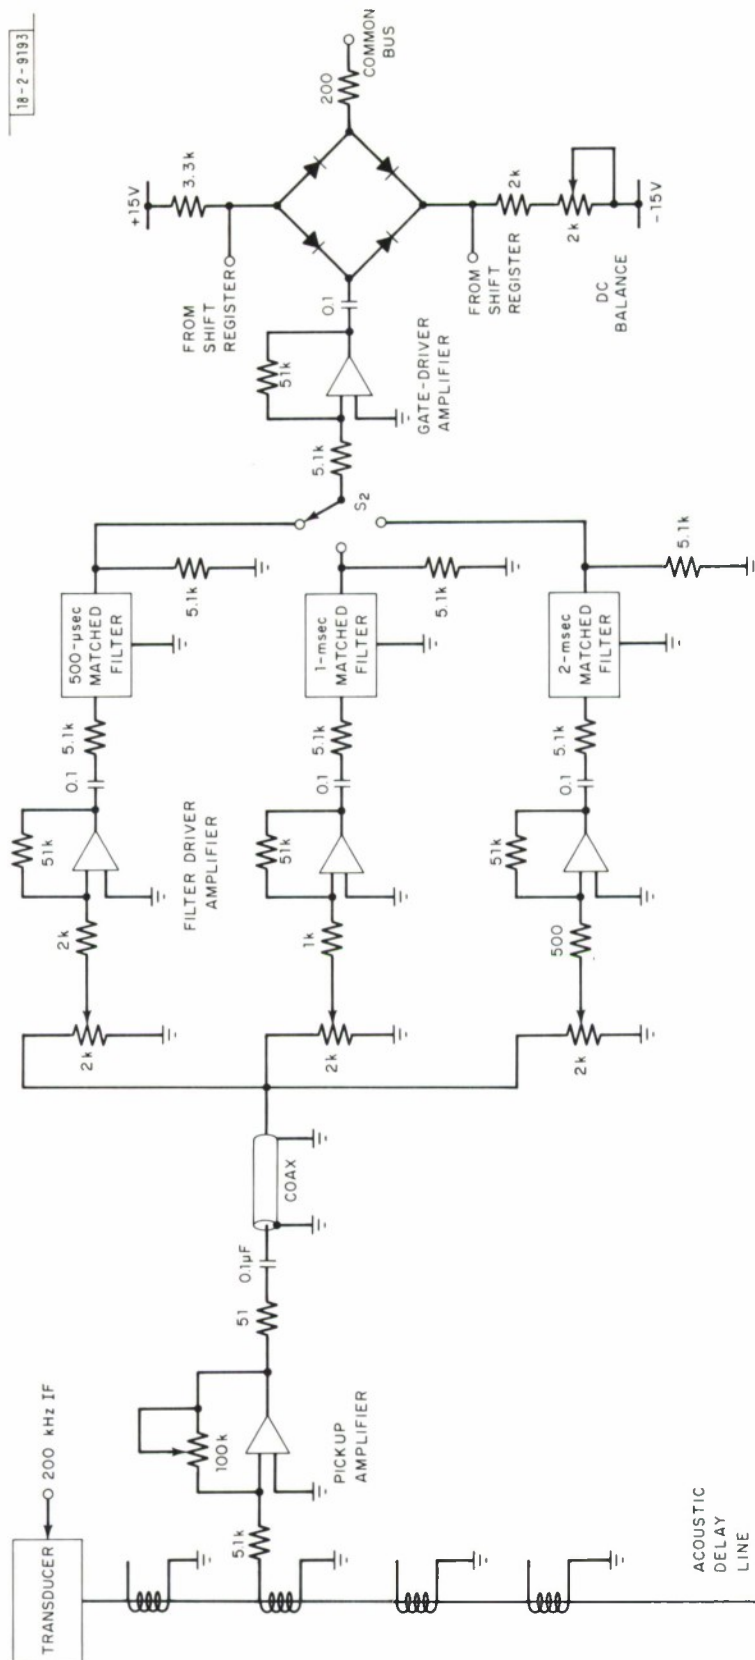 18-2-9193
TRANSDUCER
200 kHz IF
5.1k
100k
PICKUP
AMPLIFIER
51
0.1µF
COAX
ACOUSTIC
DELAY
LINE
2k
2k
51k
FILTER DRIVER
AMPLIFIER
0.1
5.1k
500-µsec
MATCHED
FILTER
5.1k
2k
1k
51k
0.1
5.1k
1-msec
MATCHED
FILTER
5.1k
2k
500
51k
0.1
5.1k
2-msec
MATCHED
FILTER
5.1k
S2
5.1k
51k
GATE-DRIVER
AMPLIFIER
0.1
+15V
3.3k
FROM
SHIFT
REGISTER
200
COMMON
BUS
FROM
SHIFT
REGISTER
2k
2k
DC
BALANCE
-15V